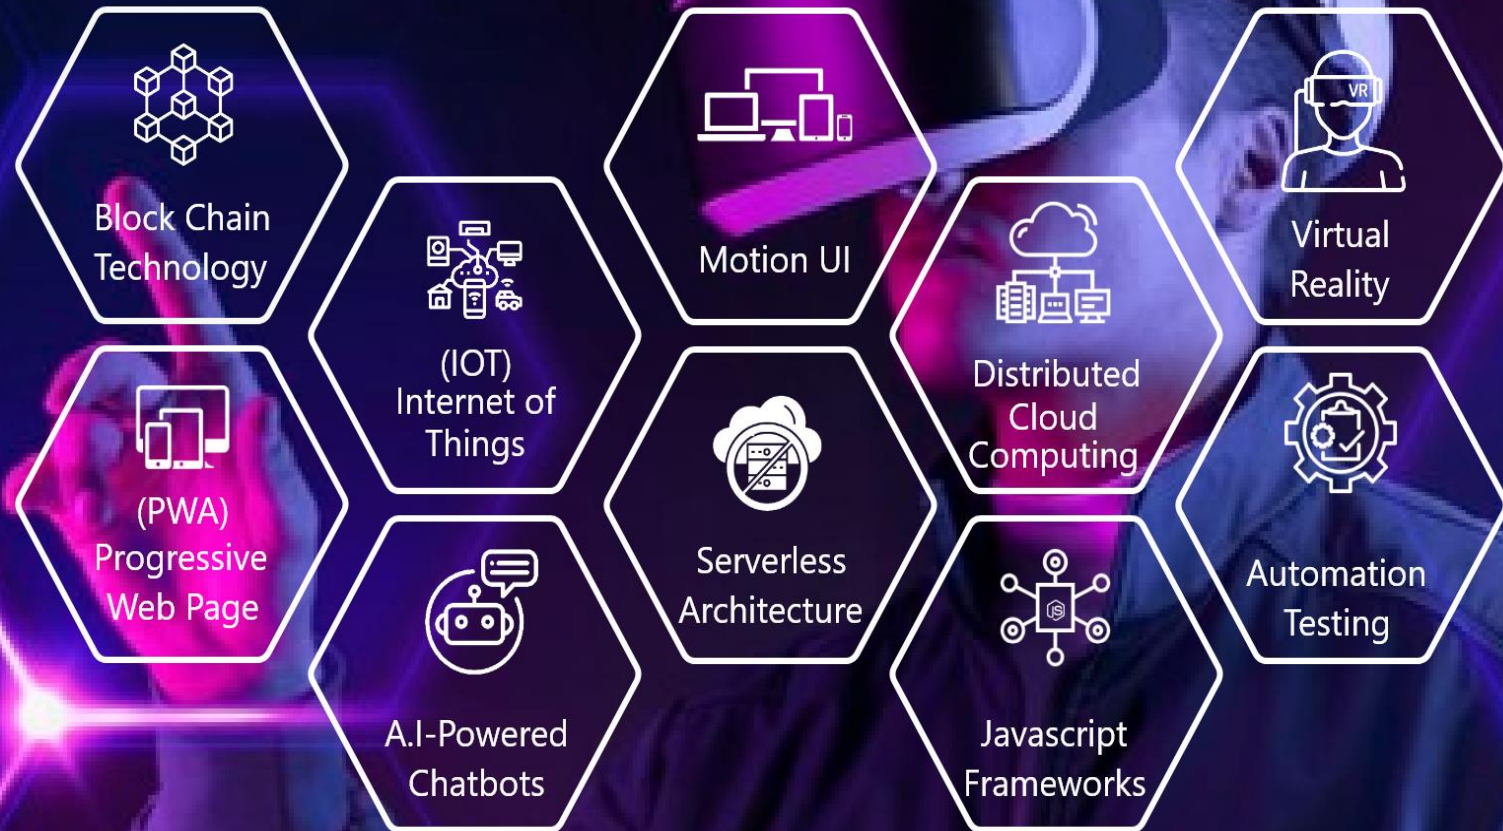 Block Chain
Technology
(IOT)
Internet of
Things
Motion UI
Distributed
Cloud
Computing
VR
Virtual
Reality
(PWA)
Progressive
Web Page
A.I-Powered
Chatbots
Serverless
Architecture
JS
Javascript
Frameworks
Automation
Testing